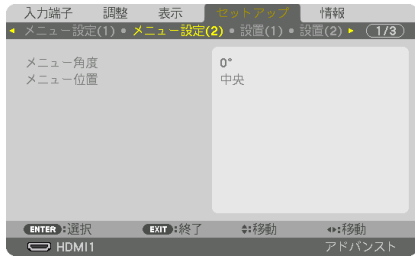 入力端子 調整 表示 セットアップ 情報
◂ メニュー設定(1) • メニュー設定(2) • 設置(1) • 設置(2) ▸ 1/3
メニュー角度 0°
メニュー位置 中央
ENTER:選択 EXIT:終了 ◆:移動 ◂▸:移動
HDMI1 アドバンスト